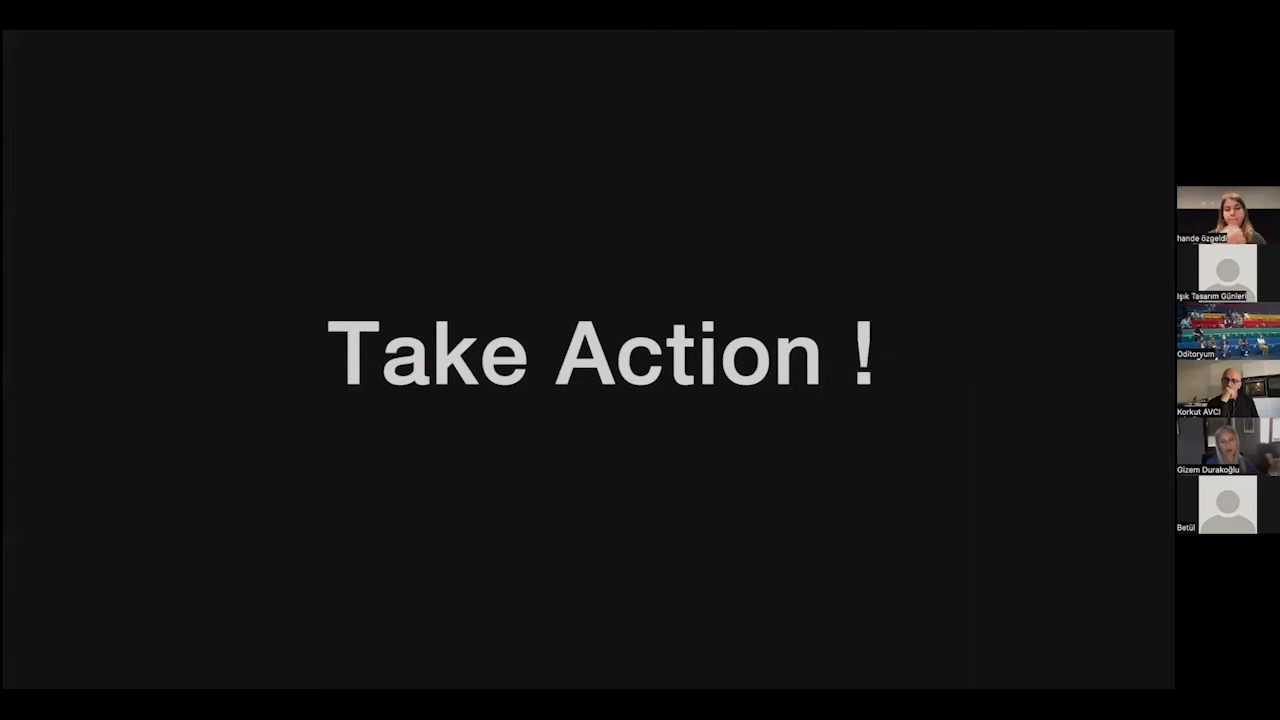 Take Action !
hande özgeldi
Işık Tasarım Günleri
Oditoryum
Korkut AVCI
Gizem Durakoğlu
Betül